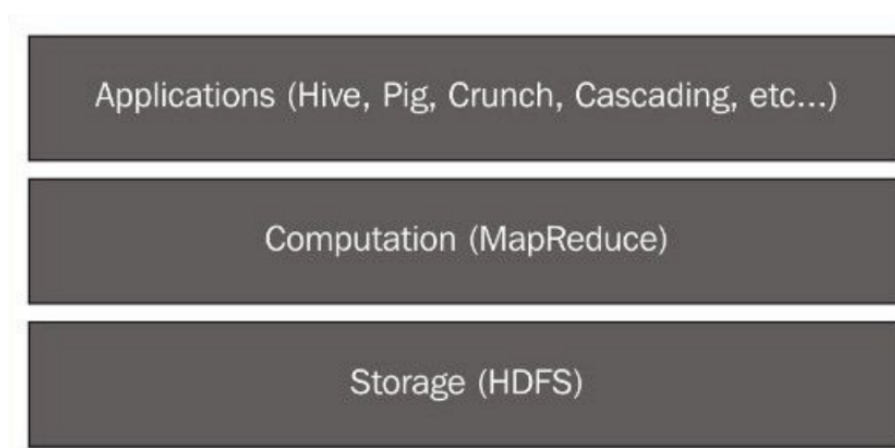 Applications (Hive, Pig, Crunch, Cascading, etc...)
Computation (MapReduce)
Storage (HDFS)